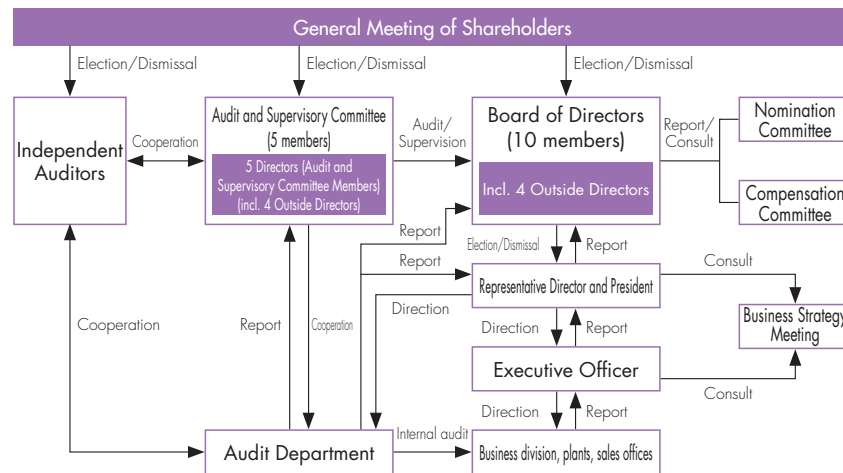 General Meeting of Shareholders
Election/Dismissal
Election/Dismissal
Election/Dismissal
Independent
Auditors
Cooperation
Audit and Supervisory Committee
(5 members)
5 Directors (Audit and
Supervisory Committee Members)
(incl. 4 Outside Directors)
Audit/
Supervision
Board of Directors
(10 members)
Incl. 4 Outside Directors
Report/
Consult
Nomination
Committee
Compensation
Committee
Report
Election/Dismissal
Report
Report
Representative Director and President
Consult
Direction
Cooperation
Report
Cooperation
Direction
Report
Business Strategy
Meeting
Executive Officer
Consult
Direction
Report
Audit Department
Internal audit
Business division, plants, sales offices